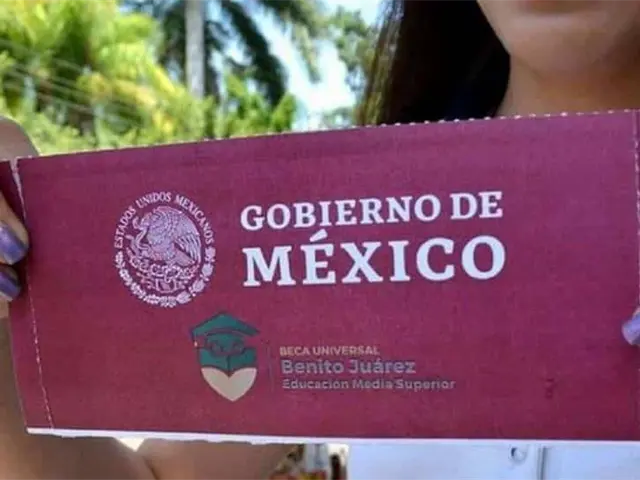 ESTADOS UNIDOS MEXICANOS
GOBIERNO DE
MÉXICO
BECA UNIVERSAL
Benito Juárez
Educación Media Superior